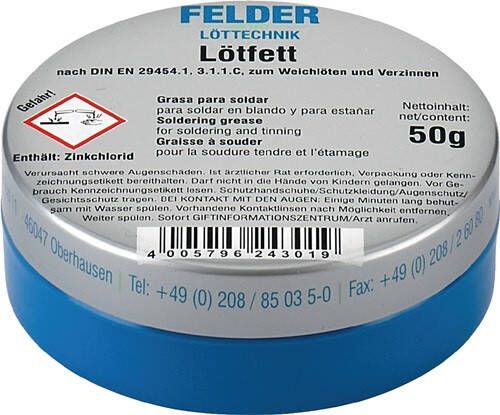 FELDER
LÖTTECHNIK
Lötfett
nach DIN EN 29454.1, 3.1.1.C, zum Weichlöten und Verzinnen
Gefahr!
Enthält: Zinkchlorid
Grasa para soldar
para soldar en blando y para estañar
Soldering grease
for soldering and tinning
Graisse à souder
pour la soudure tendre et l'étamage
Nettoinhalt:
net/content:
50g
Verursacht schwere Augenschäden. Ist ärztlicher Rat erforderlich, Verpackung oder Kenn-
zeichnungsetikett bereithalten. Darf nicht in die Hände von Kindern gelangen. Vor Ge-
brauch Kennzeichnungsetikett lesen. Schutzhandschuhe/Schutzkleidung/Augenschutz/
Gesichtsschutz tragen. BEI KONTAKT MIT DEN AUGEN: Einige Minuten lang behut-
sam mit Wasser spülen. Vorhandene Kontaktlinsen nach Möglichkeit entfernen.
Weiter spülen. Sofort GIFTINFORMATIONSZENTRUM/Arzt anrufen.
4 005796 243019
46047 Oberhausen | Tel: +49 (0) 208 / 85 03 5-0 | Fax: +49 (0) 208 / 2 60 80